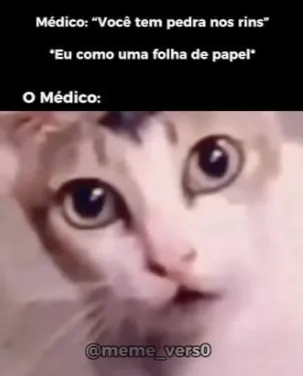 Médico: “Você tem pedra nos rins”
*Eu como uma folha de papel*
O Médico:
@meme_vers0